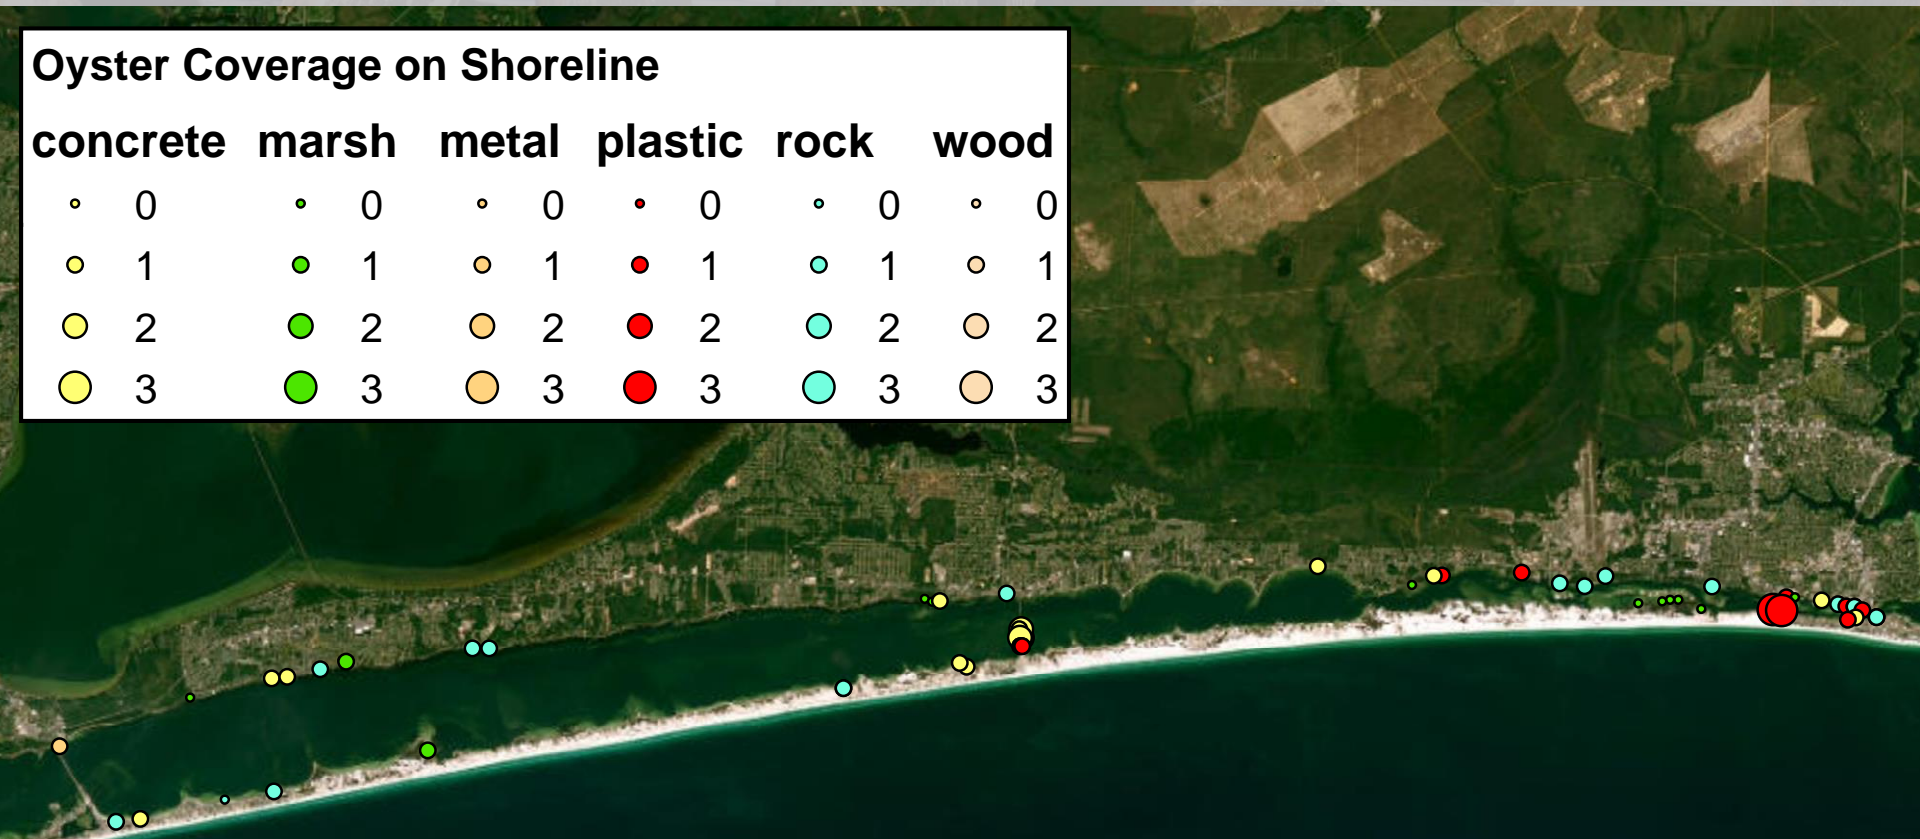 Oyster Coverage on Shoreline
concrete marsh metal plastic rock wood
0 0 0 0 0 0
1 1 1 1 1 1
2 2 2 2 2 2
3 3 3 3 3 3